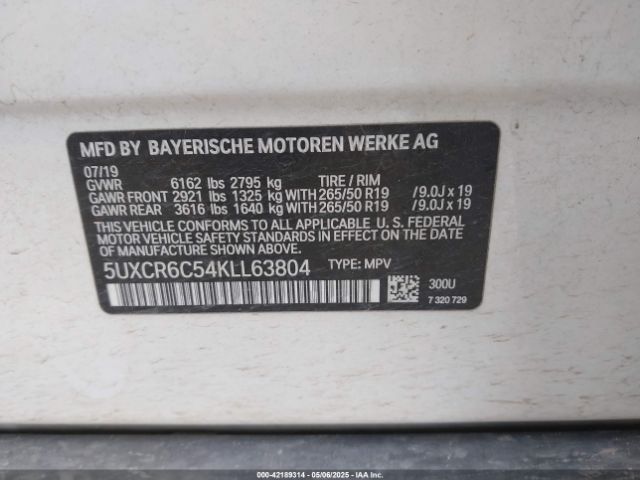 MFD BY BAYERISCHE MOTOREN WERKE AG
07/19
GVWR 6162 lbs 2795 kg TIRE / RIM
GAWR FRONT 2921 lbs 1325 kg WITH 265/50 R19 /9.0J x 19
GAWR REAR 3616 lbs 1640 kg WITH 265/50 R19 /9.0J x 19
THIS VEHICLE CONFORMS TO ALL APPLICABLE U. S. FEDERAL
MOTOR VEHICLE SAFETY STANDARDS IN EFFECT ON THE DATE
OF MANUFACTURE SHOWN ABOVE.
5UXCR6C54KLL63804 TYPE: MPV
300U
7 320 729
000-42189314 - 05/06/2025 - IAA Inc.